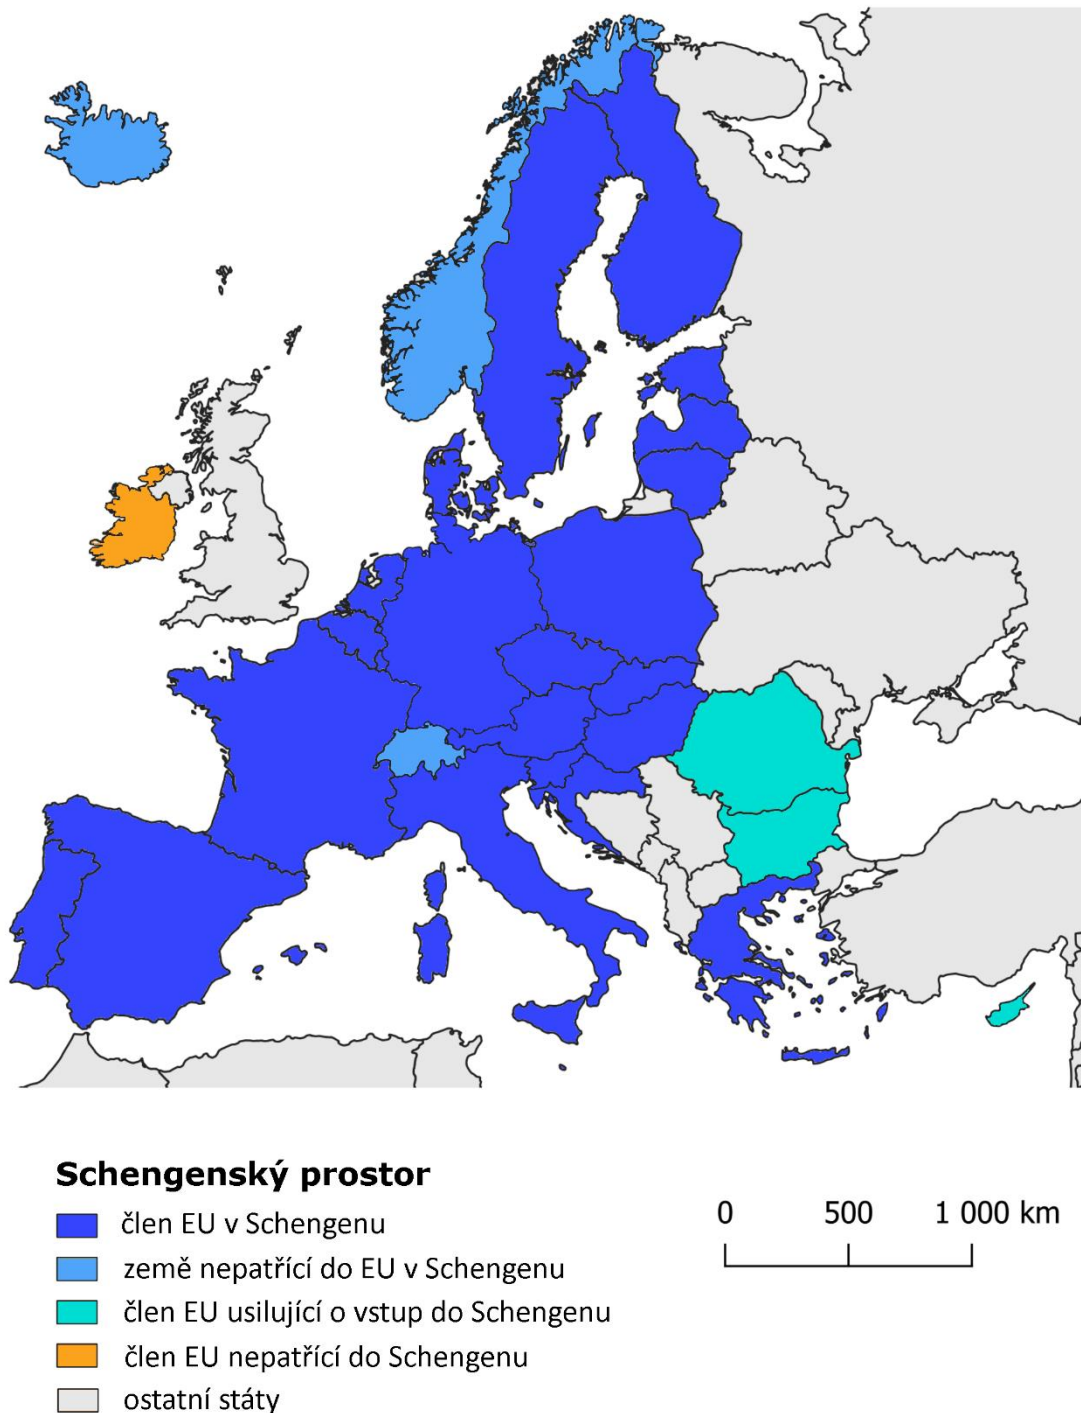 Schengenský prostor
člen EU v Schengenu
země nepatřící do EU v Schengenu
člen EU usilující o vstup do Schengenu
člen EU nepatřící do Schengenu
ostatní státy
0 500 1 000 km